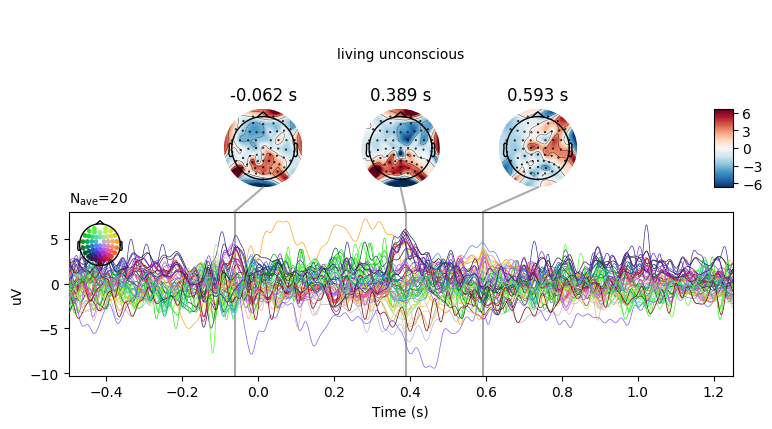 living unconscious
-0.062 s 0.389 s 0.593 s
6
3
0
−3
−6
Nave=20
5
0
−5
−10
uV
−0.4 −0.2 0.0 0.2 0.4 0.6 0.8 1.0 1.2
Time (s)